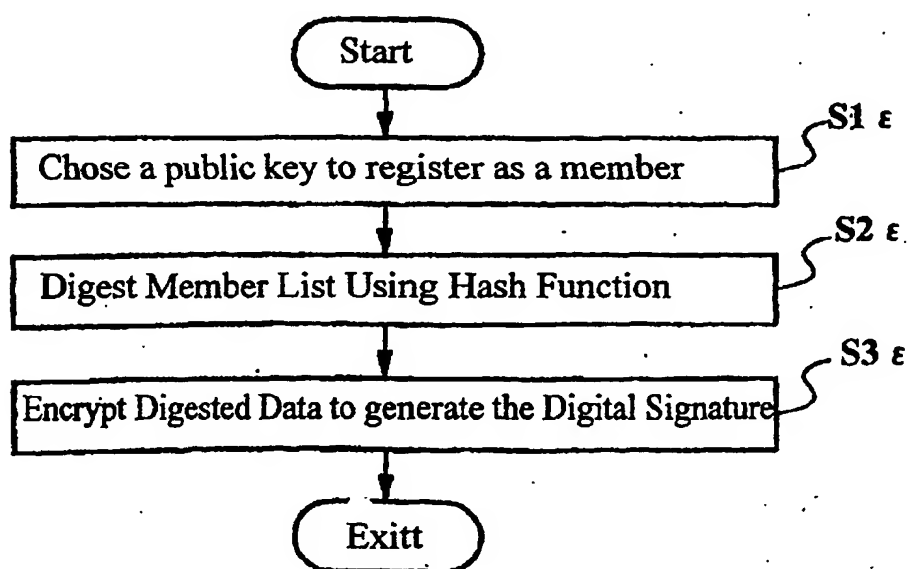 Start
S1 ε
Chose a public key to register as a member
S2 ε
Digest Member List Using Hash Function
S3 ε
Encrypt Digested Data to generate the Digital Signature
Exitt